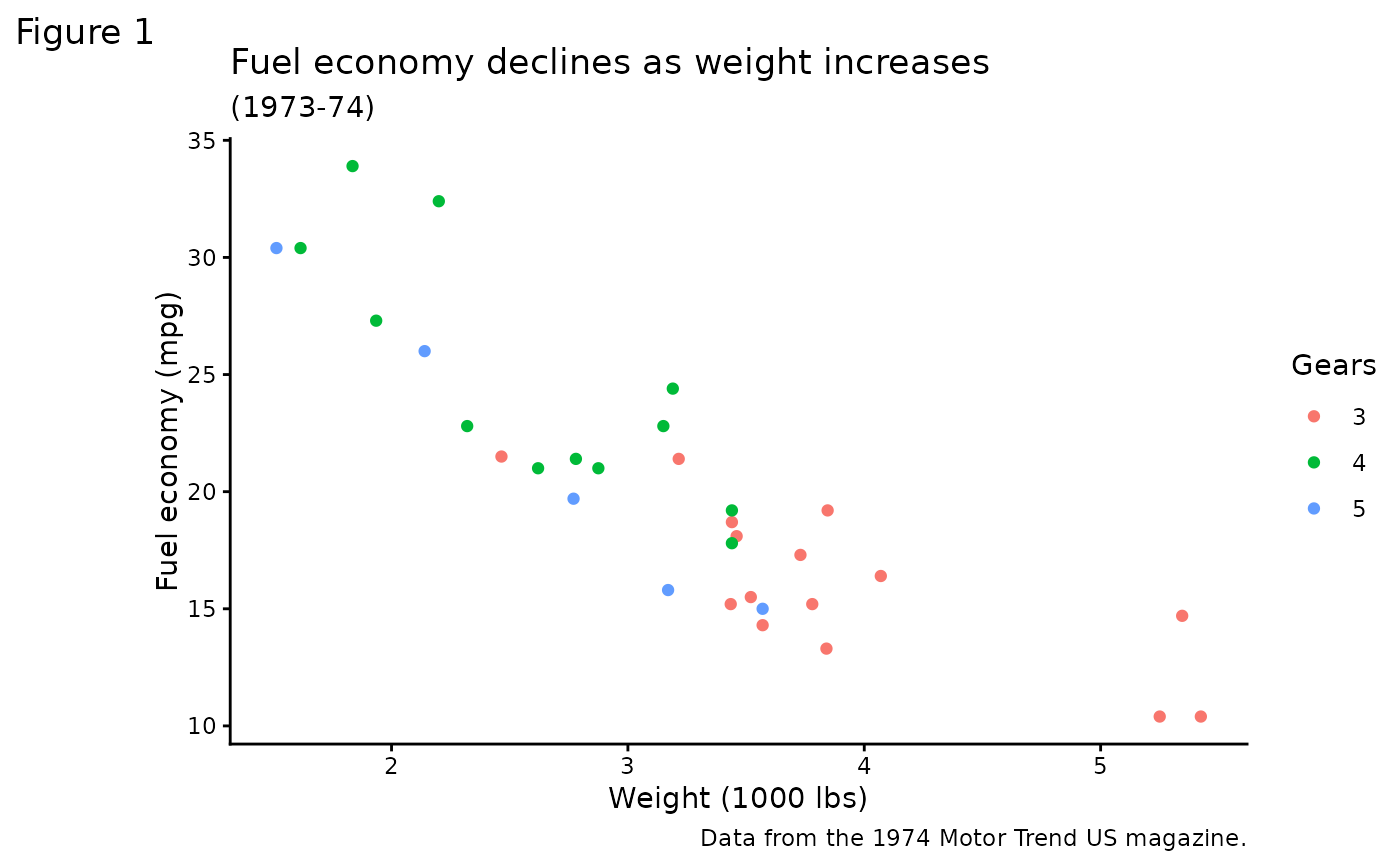 Figure 1
Fuel economy declines as weight increases
(1973-74)
Fuel economy (mpg)
35
30
25
20
15
10
2
3
4
5
Weight (1000 lbs)
Gears
3
4
5
Data from the 1974 Motor Trend US magazine.